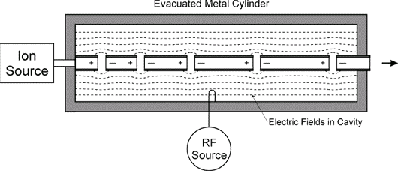 Evacuated Metal Cylinder
Ion
Source
+ − + − + − + − + −
Electric Fields in Cavity
RF
Source